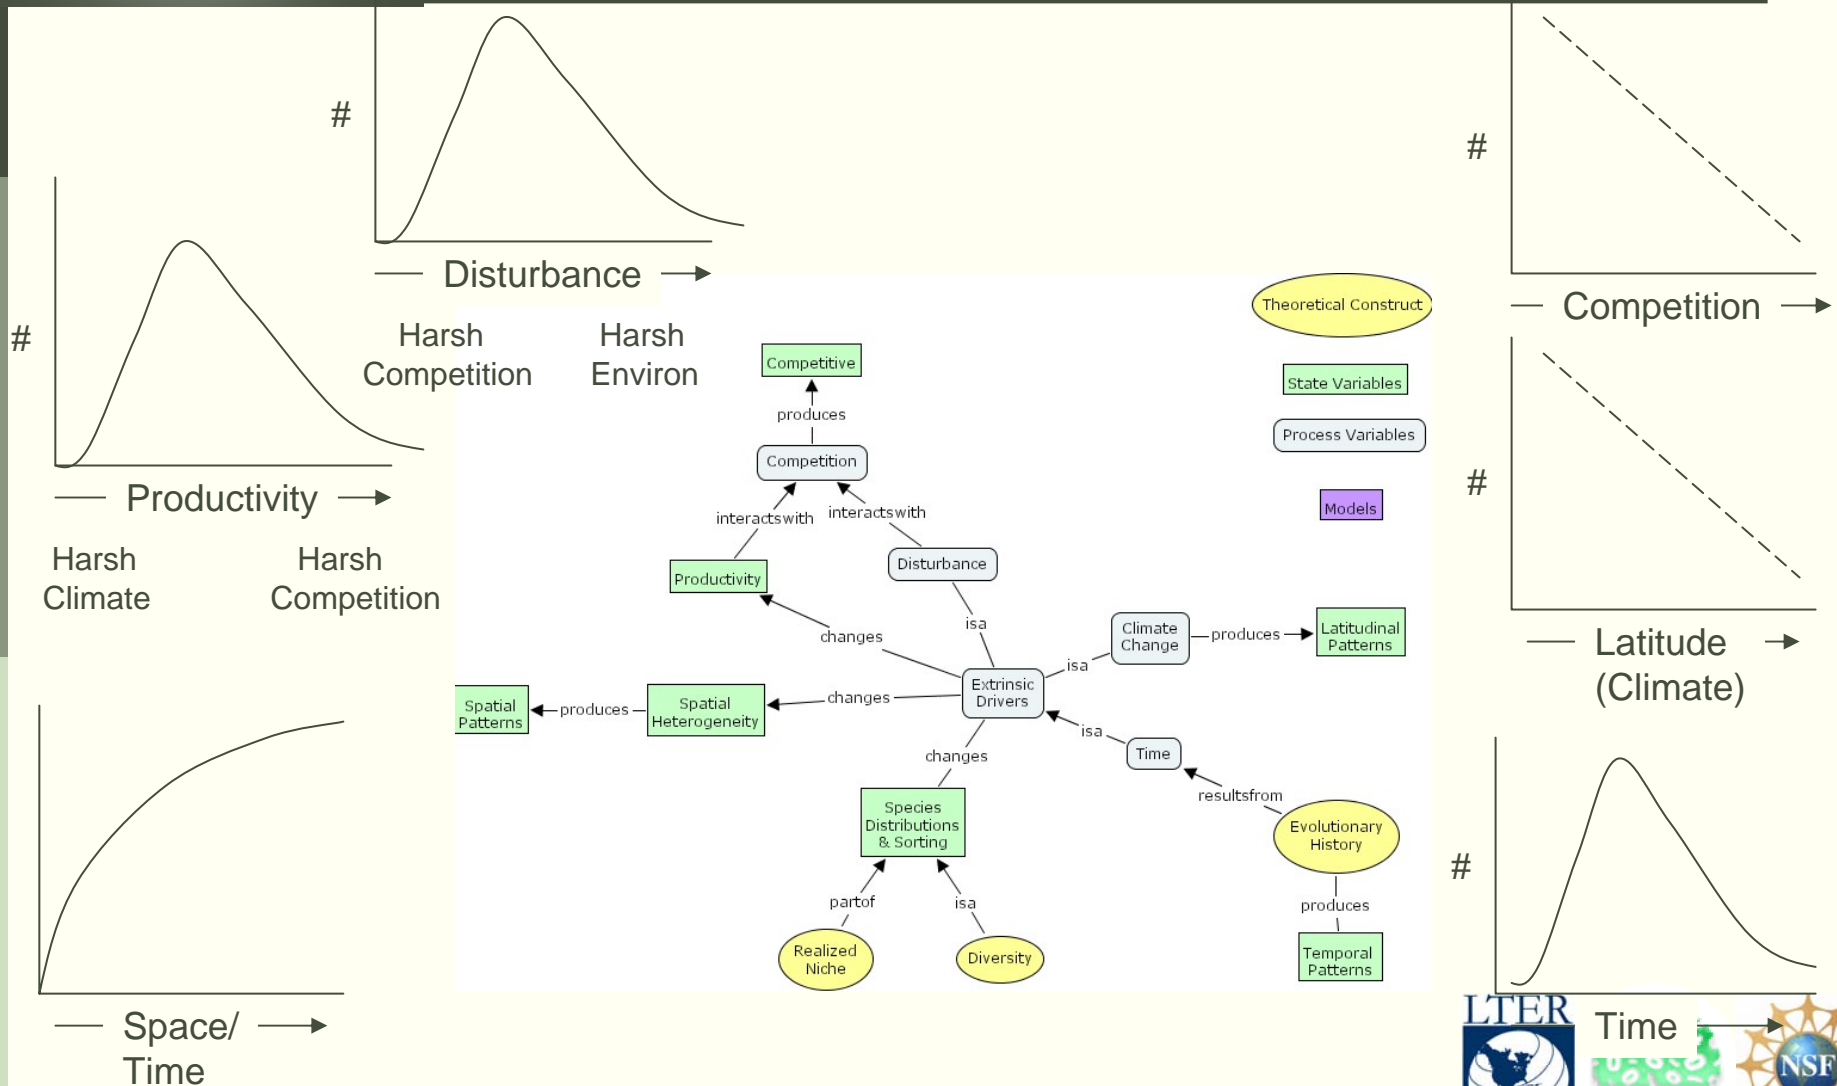 #
Disturbance
Harsh
Competition
Harsh
Environ
#
Productivity
Harsh
Climate
Harsh
Competition
Space/
Time
Competitive
produces
Competition
interactswith
interactswith
Productivity
Disturbance
changes
isa
Climate
Change
produces
Latitudinal
Patterns
isa
Extrinsic
Drivers
changes
Spatial
Heterogeneity
produces
Spatial
Patterns
isa
Time
changes
resultsfrom
Species
Distributions
& Sorting
Evolutionary
History
partof
isa
produces
Realized
Niche
Diversity
Temporal
Patterns
Theoretical Construct
State Variables
Process Variables
Models
#
Competition
#
Latitude
(Climate)
#
Time
LTER
NSF